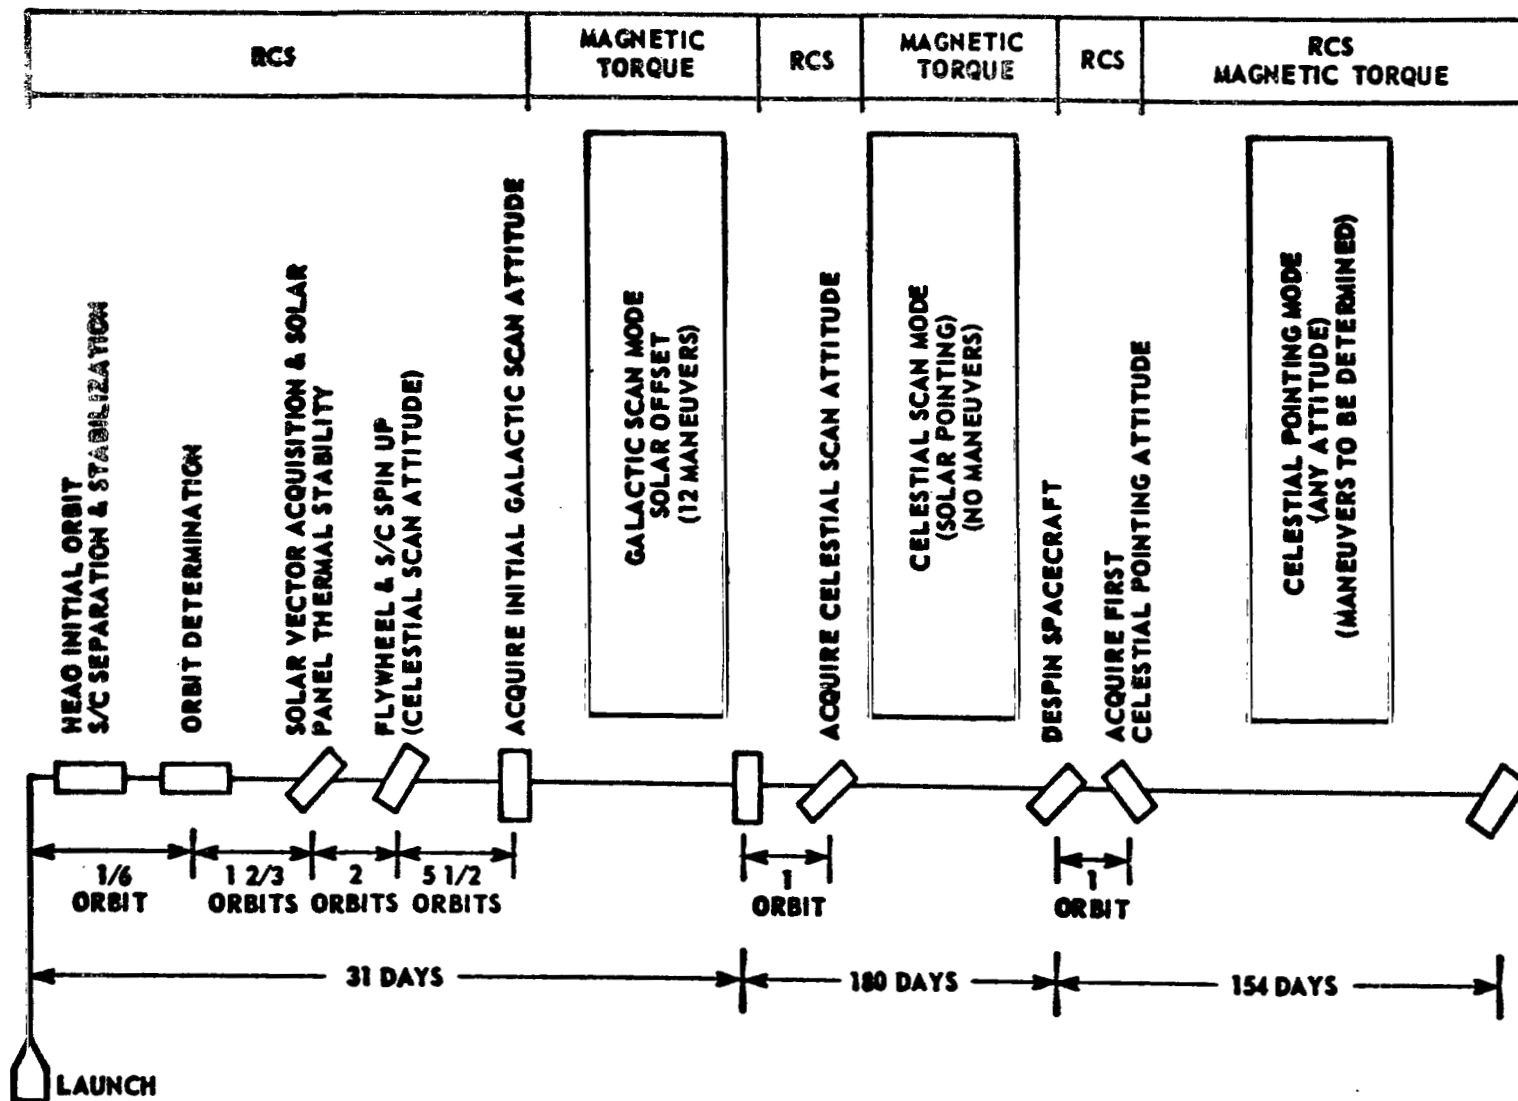 RCS
MAGNETIC
TORQUE
RCS
MAGNETIC
TORQUE
RCS
RCS
MAGNETIC TORQUE
HEAO INITIAL ORBIT
S/C SEPARATION & STABILIZATION
ORBIT DETERMINATION
SOLAR VECTOR ACQUISITION & SOLAR
PANEL THERMAL STABILITY
FLYWHEEL & S/C SPIN UP
(CELESTIAL SCAN ATTITUDE)
ACQUIRE INITIAL GALACTIC SCAN ATTITUDE
GALACTIC SCAN MODE
SOLAR OFFSET
(12 MANEUVERS)
ACQUIRE CELESTIAL SCAN ATTITUDE
CELESTIAL SCAN MODE
(SOLAR POINTING)
(NO MANEUVERS)
DESPIN SPACECRAFT
ACQUIRE FIRST
CELESTIAL POINTING ATTITUDE
CELESTIAL POINTING MODE
(ANY ATTITUDE)
(MANEUVERS TO BE DETERMINED)
1/6
ORBIT
1 2/3
ORBITS
2
ORBITS
5 1/2
ORBITS
1
ORBIT
1
ORBIT
31 DAYS
180 DAYS
154 DAYS
LAUNCH